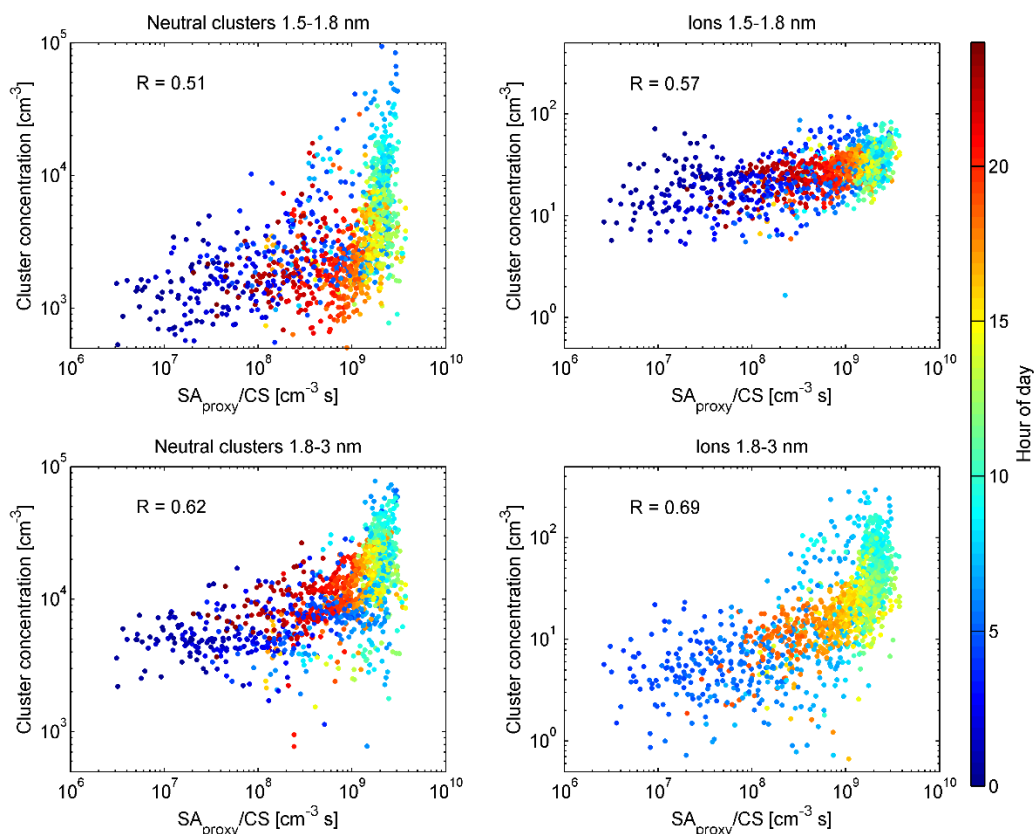 Neutral clusters 1.5-1.8 nm
Ions 1.5-1.8 nm
10^5
10^4
10^3
Cluster concentration [cm^-3]
R = 0.51
10^6 10^7 10^8 10^9 10^10
SA_proxy/CS [cm^-3 s]
10^2
10^1
10^0
Cluster concentration [cm^-3]
R = 0.57
10^6 10^7 10^8 10^9 10^10
SA_proxy/CS [cm^-3 s]
Neutral clusters 1.8-3 nm
Ions 1.8-3 nm
10^5
10^4
10^3
Cluster concentration [cm^-3]
R = 0.62
10^6 10^7 10^8 10^9 10^10
SA_proxy/CS [cm^-3 s]
10^2
10^1
10^0
Cluster concentration [cm^-3]
R = 0.69
10^6 10^7 10^8 10^9 10^10
SA_proxy/CS [cm^-3 s]
20
15
10
5
0
Hour of day